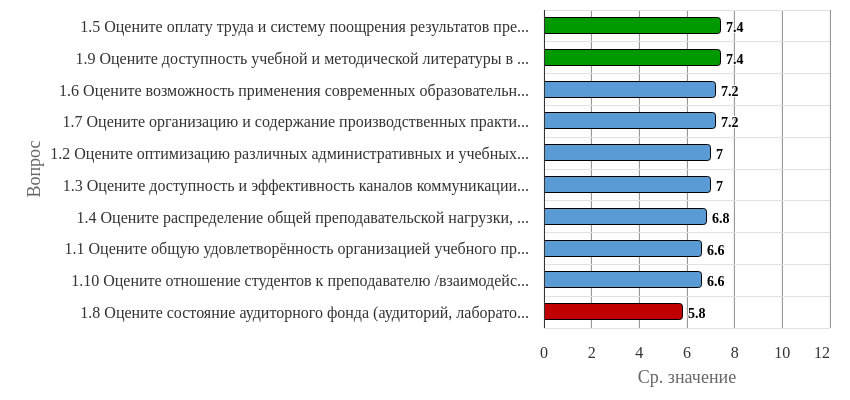 1.5 Оцените оплату труда и систему поощрения результатов пре... 7.4
1.9 Оцените доступность учебной и методической литературы в ... 7.4
1.6 Оцените возможность применения современных образовательн... 7.2
1.7 Оцените организацию и содержание производственных практи... 7.2
1.2 Оцените оптимизацию различных административных и учебных... 7
1.3 Оцените доступность и эффективность каналов коммуникации... 7
1.4 Оцените распределение общей преподавательской нагрузки, ... 6.8
1.1 Оцените общую удовлетворённость организацией учебного пр... 6.6
1.10 Оцените отношение студентов к преподавателю /взаимодейс... 6.6
1.8 Оцените состояние аудиторного фонда (аудиторий, лаборато... 5.8
Вопрос
0 2 4 6 8 10 12
Ср. значение